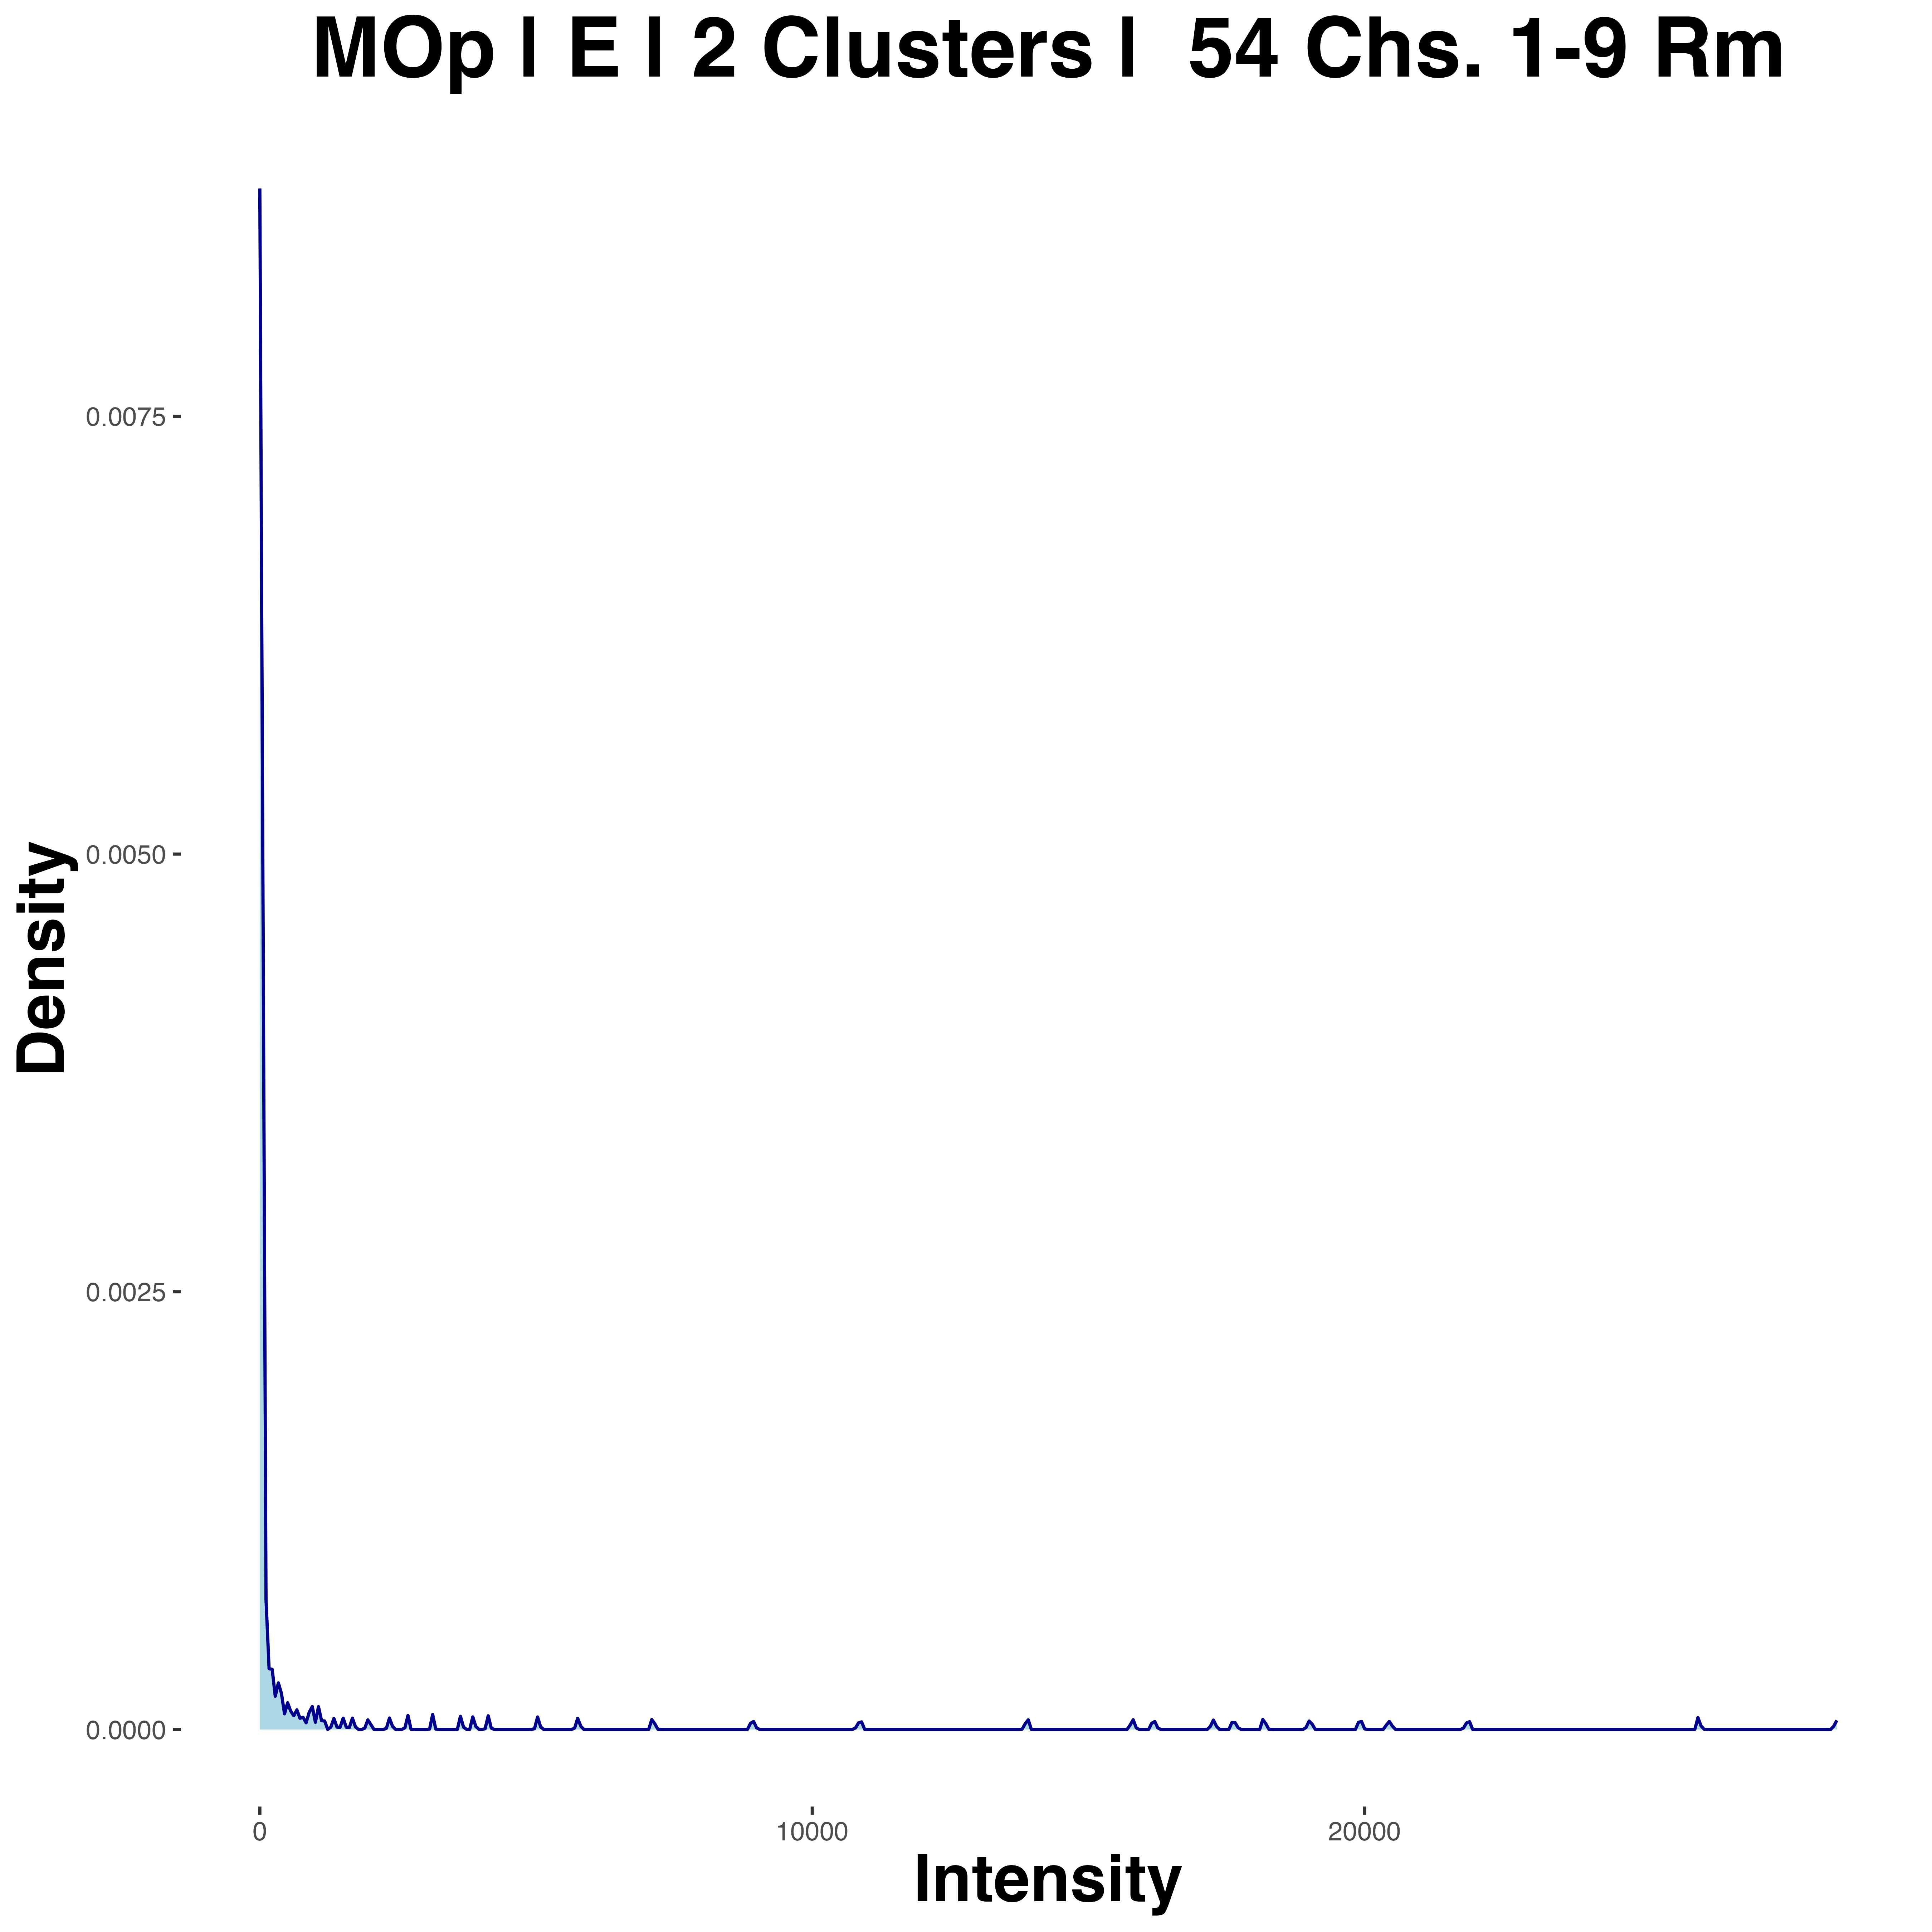 MOp | E | 2 Clusters |  54 Chs. 1-9 Rm
Density
0.0075
0.0050
0.0025
0.0000
0
10000
20000
Intensity